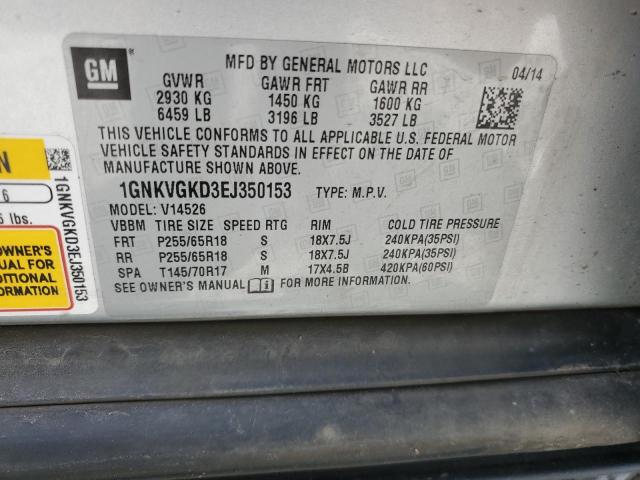 GM
MFD BY GENERAL MOTORS LLC
04/14
GVWR GAWR FRT GAWR RR
2930 KG 1450 KG 1600 KG
6459 LB 3196 LB 3527 LB
THIS VEHICLE CONFORMS TO ALL APPLICABLE U.S. FEDERAL MOTOR
VEHICLE SAFETY STANDARDS IN EFFECT ON THE DATE OF
MANUFACTURE SHOWN ABOVE.
1GNKVGKD3EJ350153 TYPE: M.P.V.
MODEL: V14526
VBBM TIRE SIZE SPEED RTG RIM COLD TIRE PRESSURE
FRT P255/65R18 S 18X7.5J 240KPA(35PSI)
RR P255/65R18 S 18X7.5J 240KPA(35PSI)
SPA T145/70R17 M 17X4.5B 420KPA(60PSI)
SEE OWNER'S MANUAL FOR MORE INFORMATION.
1GNKVGKD3EJ350153
lbs.
OWNER'S
FORMATION